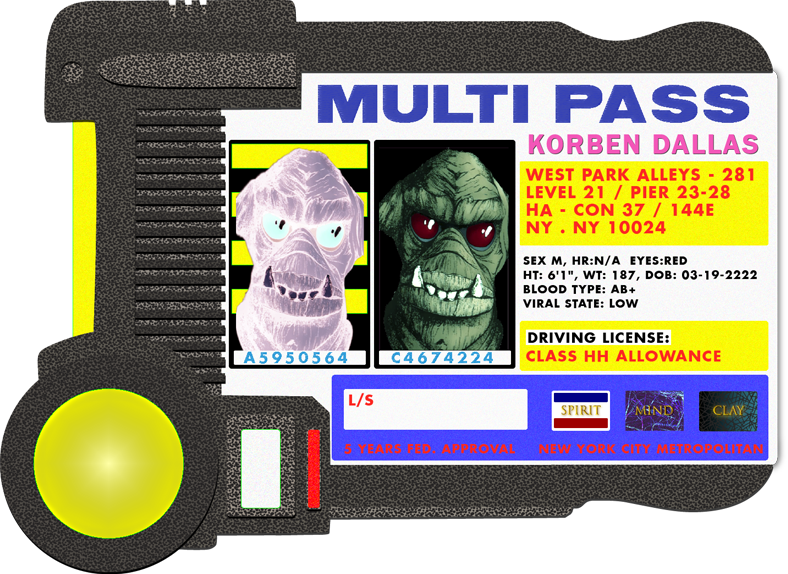 MULTI PASS
KORBEN DALLAS
WEST PARK ALLEYS - 281
LEVEL 21 / PIER 23-28
HA - CON 37 / 144E
NY . NY 10024
SEX M, HR:N/A EYES:RED
HT: 6'1", WT: 187, DOB: 03-19-2222
BLOOD TYPE: AB+
VIRAL STATE: LOW
A5950564
C4674224
DRIVING LICENSE:
CLASS HH ALLOWANCE
L/S
SPIRIT
MIND
CLAY
5 YEARS FED. APPROVAL
NEW YORK CITY METROPOLITAN